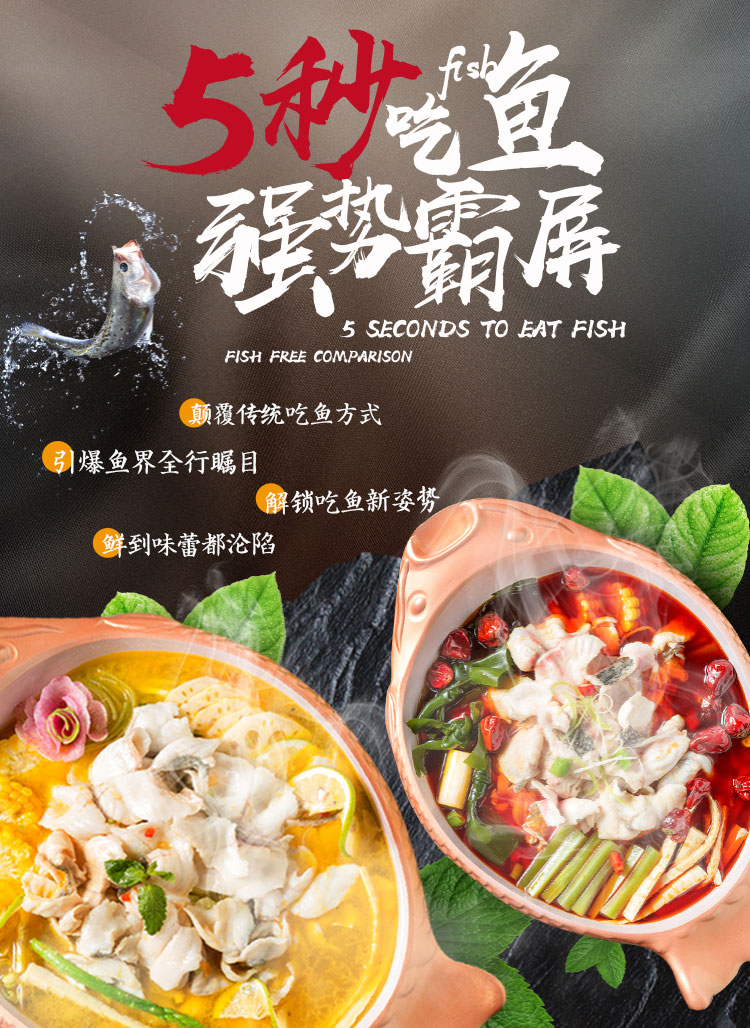 5秒吃鱼
fish
强势霸屏
5 SECONDS TO EAT FISH
FISH FREE COMPARISON
颠覆传统吃鱼方式
引爆鱼界全行瞩目
解锁吃鱼新姿势
鲜到味蕾都沦陷